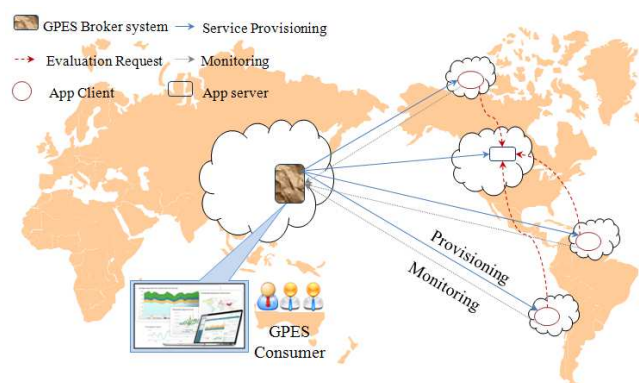 GPES Broker system
Service Provisioning
Evaluation Request
Monitoring
App Client
App server
Provisioning
Monitoring
GPES
Consumer